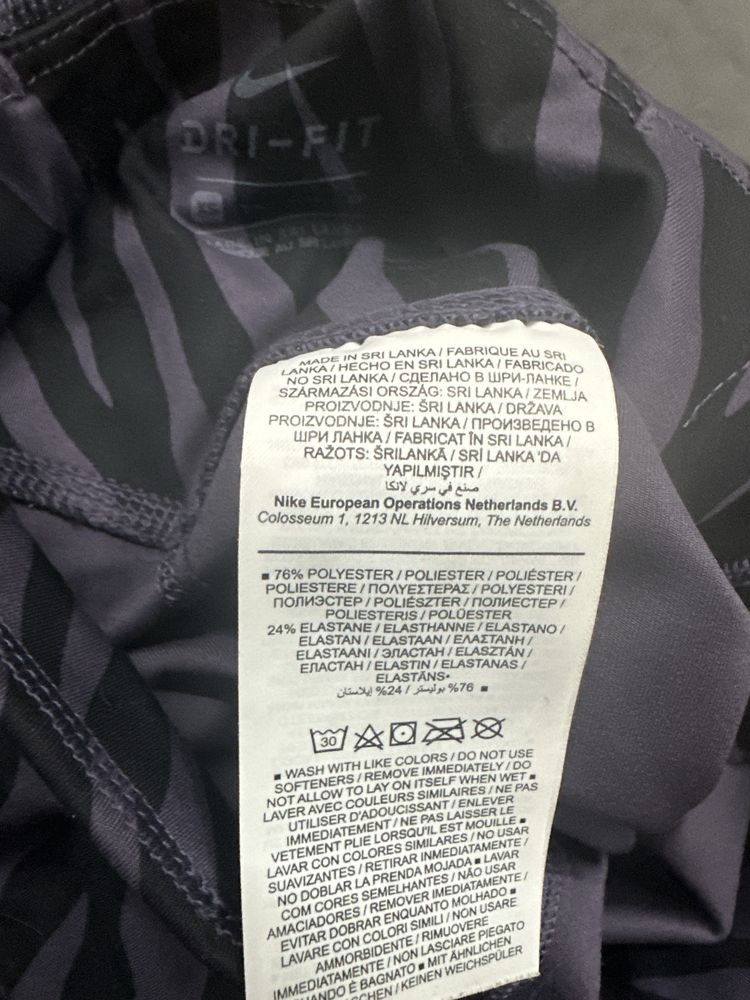 DRI-FIT
XS
MADE IN SRI LANKA / FABRIQUE AU SRI
LANKA / HECHO EN SRI LANKA / FABRICADO
NO SRI LANKA / СДЕЛАНО В ШРИ-ЛАНКЕ /
SZÁRMAZÁSI ORSZÁG: SRI LANKA / ZEMLJA
PROIZVODNJE: ŠRI LANKA / DRŽAVA
PROIZVODNJE: ŠRI LANKA / ПРОИЗВЕДЕНО В
ШРИ ЛАНКА / FABRICAT ÎN SRI LANKA /
RAŽOTS: ŠRILANKĀ / SRİ LANKA 'DA
YAPILMIŞTIR /
صنع في سري لانكا
Nike European Operations Netherlands B.V.
Colosseum 1, 1213 NL Hilversum, The Netherlands
■ 76% POLYESTER / POLIESTER / POLIÉSTER /
POLIESTERE / ΠΟΛΥΕΣΤΕΡΑΣ / POLYESTERI /
ПОЛИЭСТЕР / POLIÉSZTER / ПОЛИЕСТЕР /
POLIESTERIS / POLÜESTER
24% ELASTANE / ELASTHANNE / ELASTANO /
ELASTAN / ELASTAAN / ΕΛΑΣΤΑΝΗ /
ELASTAANI / ЭЛАСТАН / ELASZTÁN /
ЕЛАСТАН / ELASTIN / ELASTANAS /
ELASTĀNS•
76% بوليستر / 24% إيلاستان ■
30
■ WASH WITH LIKE COLORS / DO NOT USE
SOFTENERS / REMOVE IMMEDIATELY / DO
NOT ALLOW TO LAY ON ITSELF WHEN WET ■
LAVER AVEC COULEURS SIMILAIRES / NE PAS
UTILISER D'ADOUCISSANT / ENLEVER
IMMEDIATEMENT / NE PAS LAISSER LE
VETEMENT PLIE LORSQU'IL EST MOUILLE ■
LAVAR CON COLORES SIMILARES / NO USAR
SUAVIZANTES / RETIRAR INMEDIATAMENTE /
NO DOBLAR LA PRENDA MOJADA ■ LAVAR
COM CORES SEMELHANTES / NÃO USAR
AMACIADORES / REMOVER IMEDIATAMENTE /
EVITAR DOBRAR ENQUANTO MOLHADO ■
LAVARE CON COLORI SIMILI / NON USARE
AMMORBIDENTE / RIMUOVERE
IMMEDIATAMENTE / NON LASCIARE PIEGATO
QUANDO È BAGNATO ■ MIT ÄHNLICHEN
WASCHEN / KEINEN WEICHSPÜLER